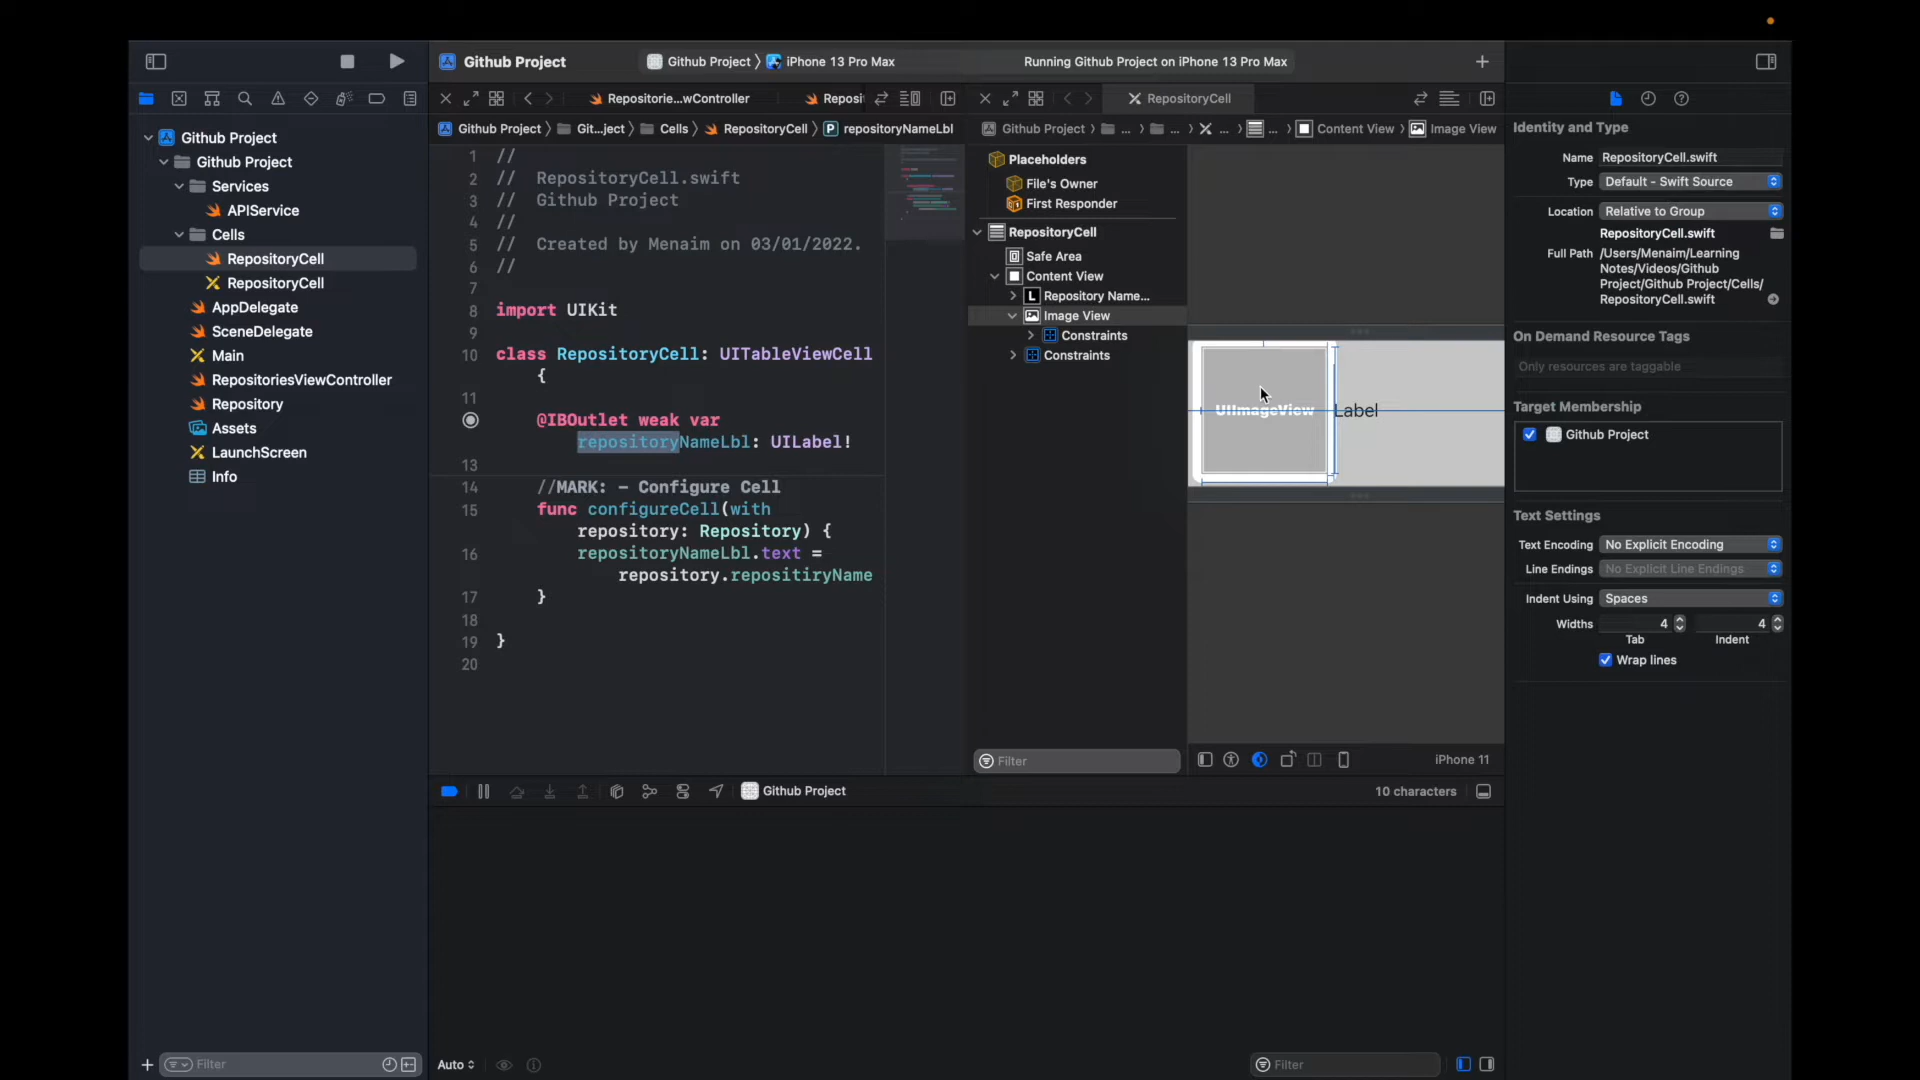 Github Project
Github Project
iPhone 13 Pro Max
Running Github Project on iPhone 13 Pro Max
Repositorie...wController
Reposit
RepositoryCell
Github Project
Git...ject
Cells
RepositoryCell
P
repositoryNameLbl
Github Project
...
...
...
...
Content View
Image View
Github Project
Github Project
Services
APIService
Cells
RepositoryCell
RepositoryCell
AppDelegate
SceneDelegate
Main
RepositoriesViewController
Repository
Assets
LaunchScreen
Info
Filter
1 //
2 //  RepositoryCell.swift
3 //  Github Project
4 //
5 //  Created by Menaim on 03/01/2022.
6 //
7
8 import UIKit
9
10 class RepositoryCell: UITableViewCell
{
11
@IBOutlet weak var
repositoryNameLbl: UILabel!
13
14 //MARK: - Configure Cell
15 func configureCell(with
repository: Repository) {
16 repositoryNameLbl.text =
repository.repositiryName
17 }
18
19 }
20
Placeholders
File's Owner
First Responder
RepositoryCell
Safe Area
Content View
L Repository Name...
Image View
Constraints
Constraints
Filter
UIImageView
Label
iPhone 11
Github Project
10 characters
Auto
Filter
Identity and Type
Name RepositoryCell.swift
Type Default - Swift Source
Location Relative to Group
RepositoryCell.swift
Full Path /Users/Menaim/Learning
Notes/Videos/Github
Project/Github Project/Cells/
RepositoryCell.swift
On Demand Resource Tags
Only resources are taggable
Target Membership
Github Project
Text Settings
Text Encoding No Explicit Encoding
Line Endings No Explicit Line Endings
Indent Using Spaces
Widths 4 4
Tab Indent
Wrap lines